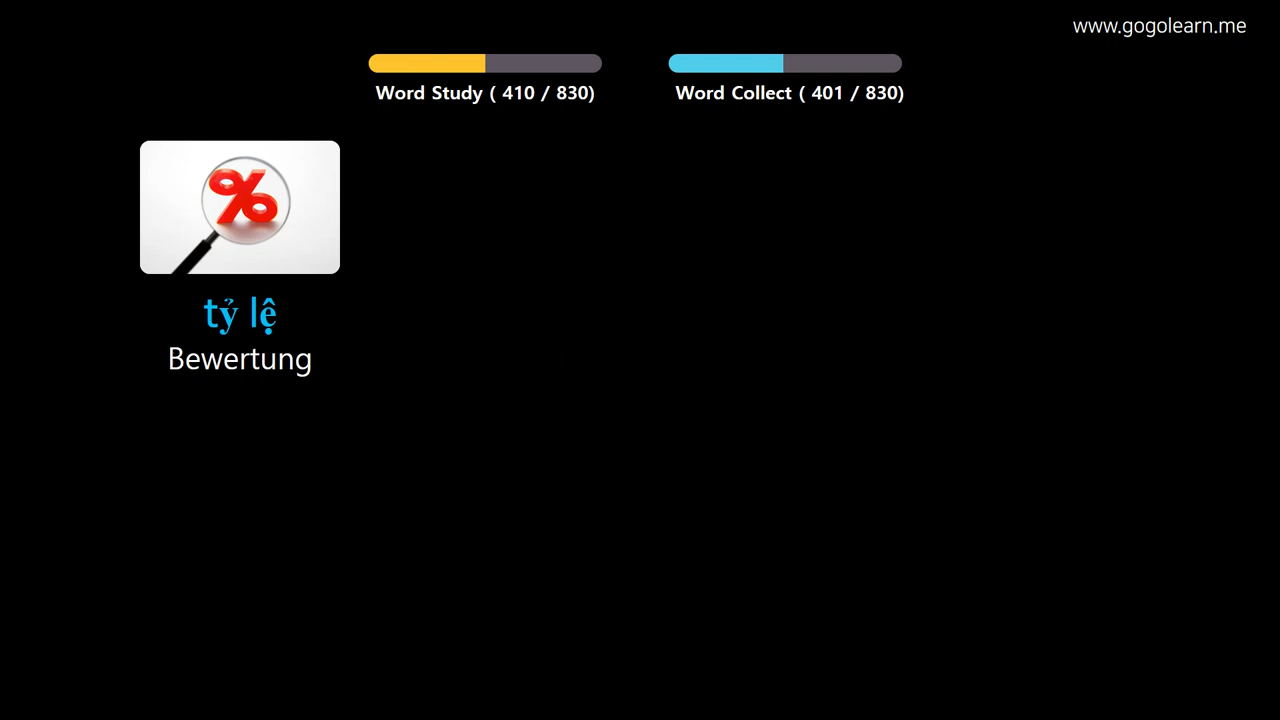 www.gogolearn.me
Word Study ( 410 / 830)
Word Collect ( 401 / 830)
%
tỷ lệ
Bewertung